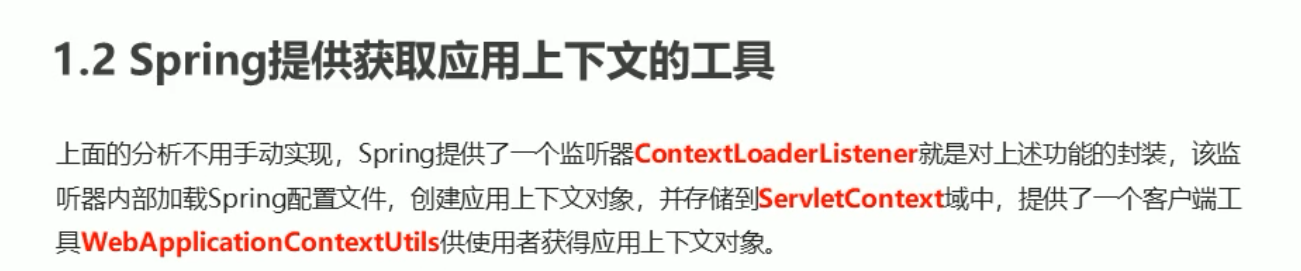 1.2 Spring提供获取应用上下文的工具
上面的分析不用手动实现，Spring提供了一个监听器ContextLoaderListener就是对上述功能的封装，该监
听器内部加载Spring配置文件，创建应用上下文对象，并存储到ServletContext域中，提供了一个客户端工
具WebApplicationContextUtils供使用者获得应用上下文对象。